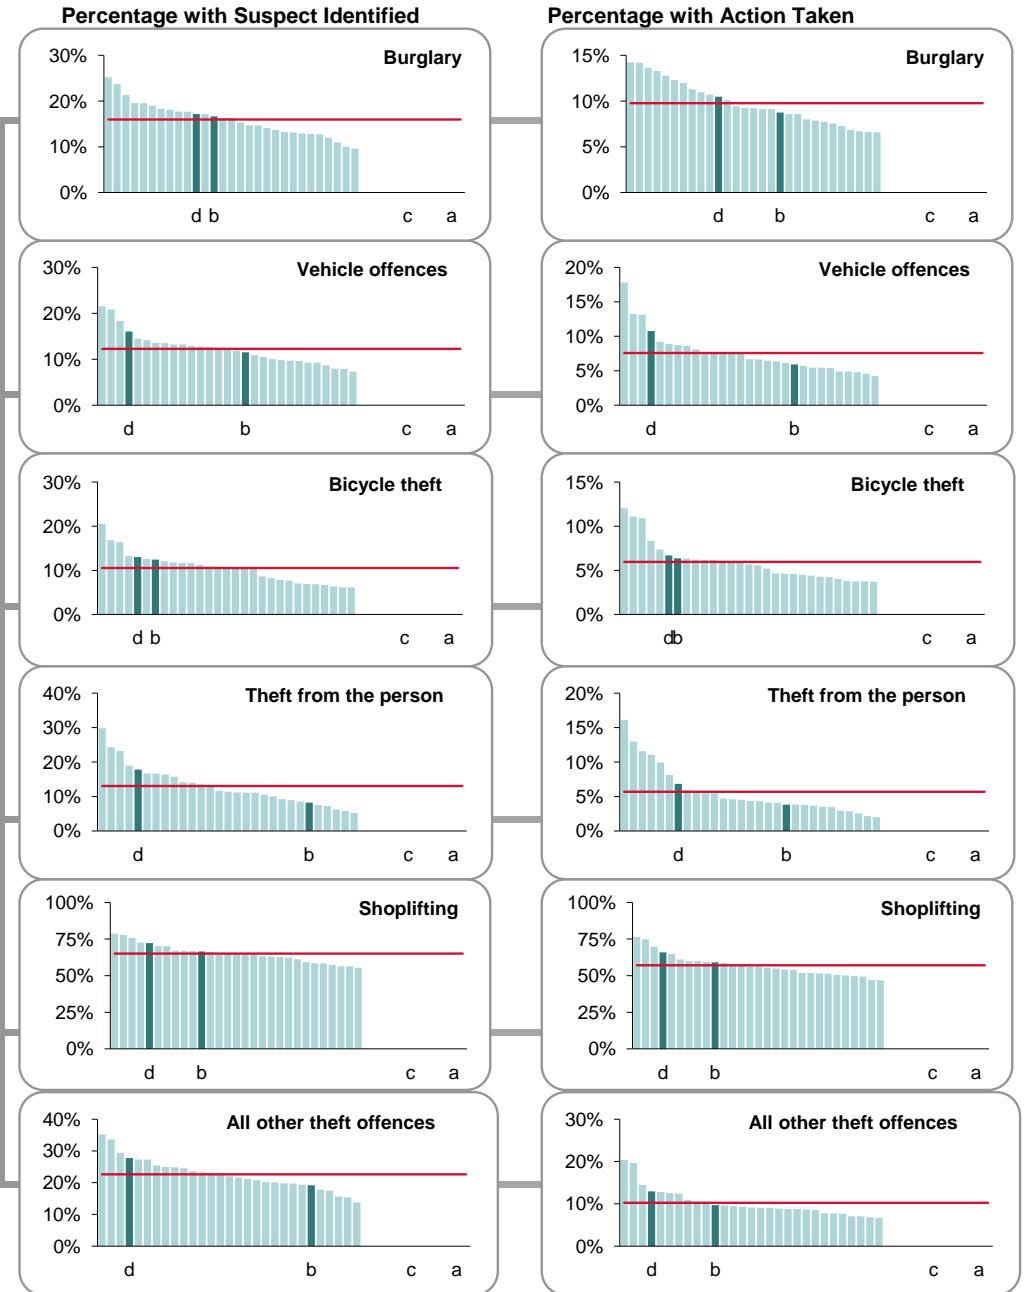 Percentage with Suspect Identified
Percentage with Action Taken
Burglary
30%
20%
10%
0%
d b c a
Burglary
15%
10%
5%
0%
d b c a
Vehicle offences
30%
20%
10%
0%
d b c a
Vehicle offences
20%
15%
10%
5%
0%
d b c a
Bicycle theft
30%
20%
10%
0%
d b c a
Bicycle theft
15%
10%
5%
0%
db c a
Theft from the person
40%
30%
20%
10%
0%
d b c a
Theft from the person
20%
15%
10%
5%
0%
d b c a
Shoplifting
100%
75%
50%
25%
0%
d b c a
Shoplifting
100%
75%
50%
25%
0%
d b c a
All other theft offences
40%
30%
20%
10%
0%
d b c a
All other theft offences
30%
20%
10%
0%
d b c a